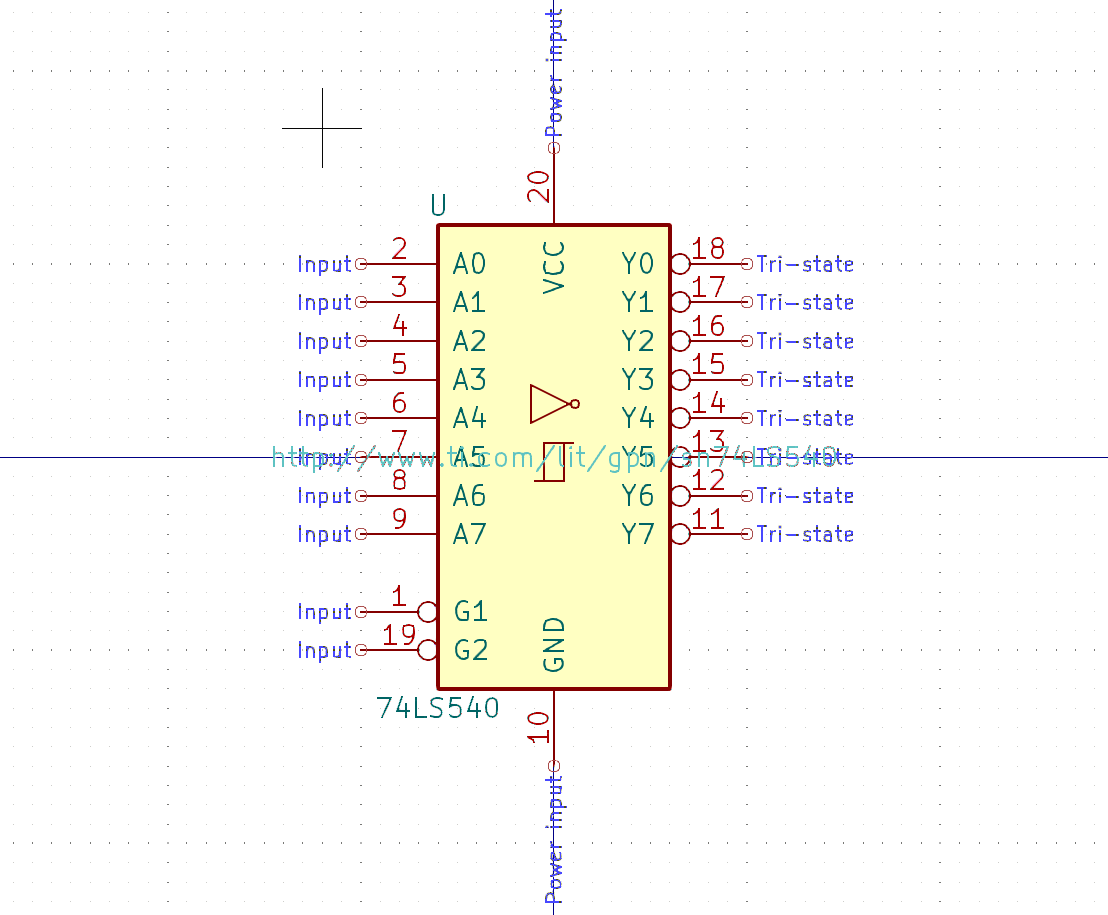 Power input
20
U
VCC
Input 2 A0 Y0 18 Tri-state
Input 3 A1 Y1 17 Tri-state
Input 4 A2 Y2 16 Tri-state
Input 5 A3 Y3 15 Tri-state
Input 6 A4 Y4 14 Tri-state
Input 7 A5 Y5 13 Tri-state
http://www.ti.com/lit/gpn/sn74LS540
Input 8 A6 Y6 12 Tri-state
Input 9 A7 Y7 11 Tri-state
Input 1 G1
Input 19 G2
GND
74LS540
10
Power input